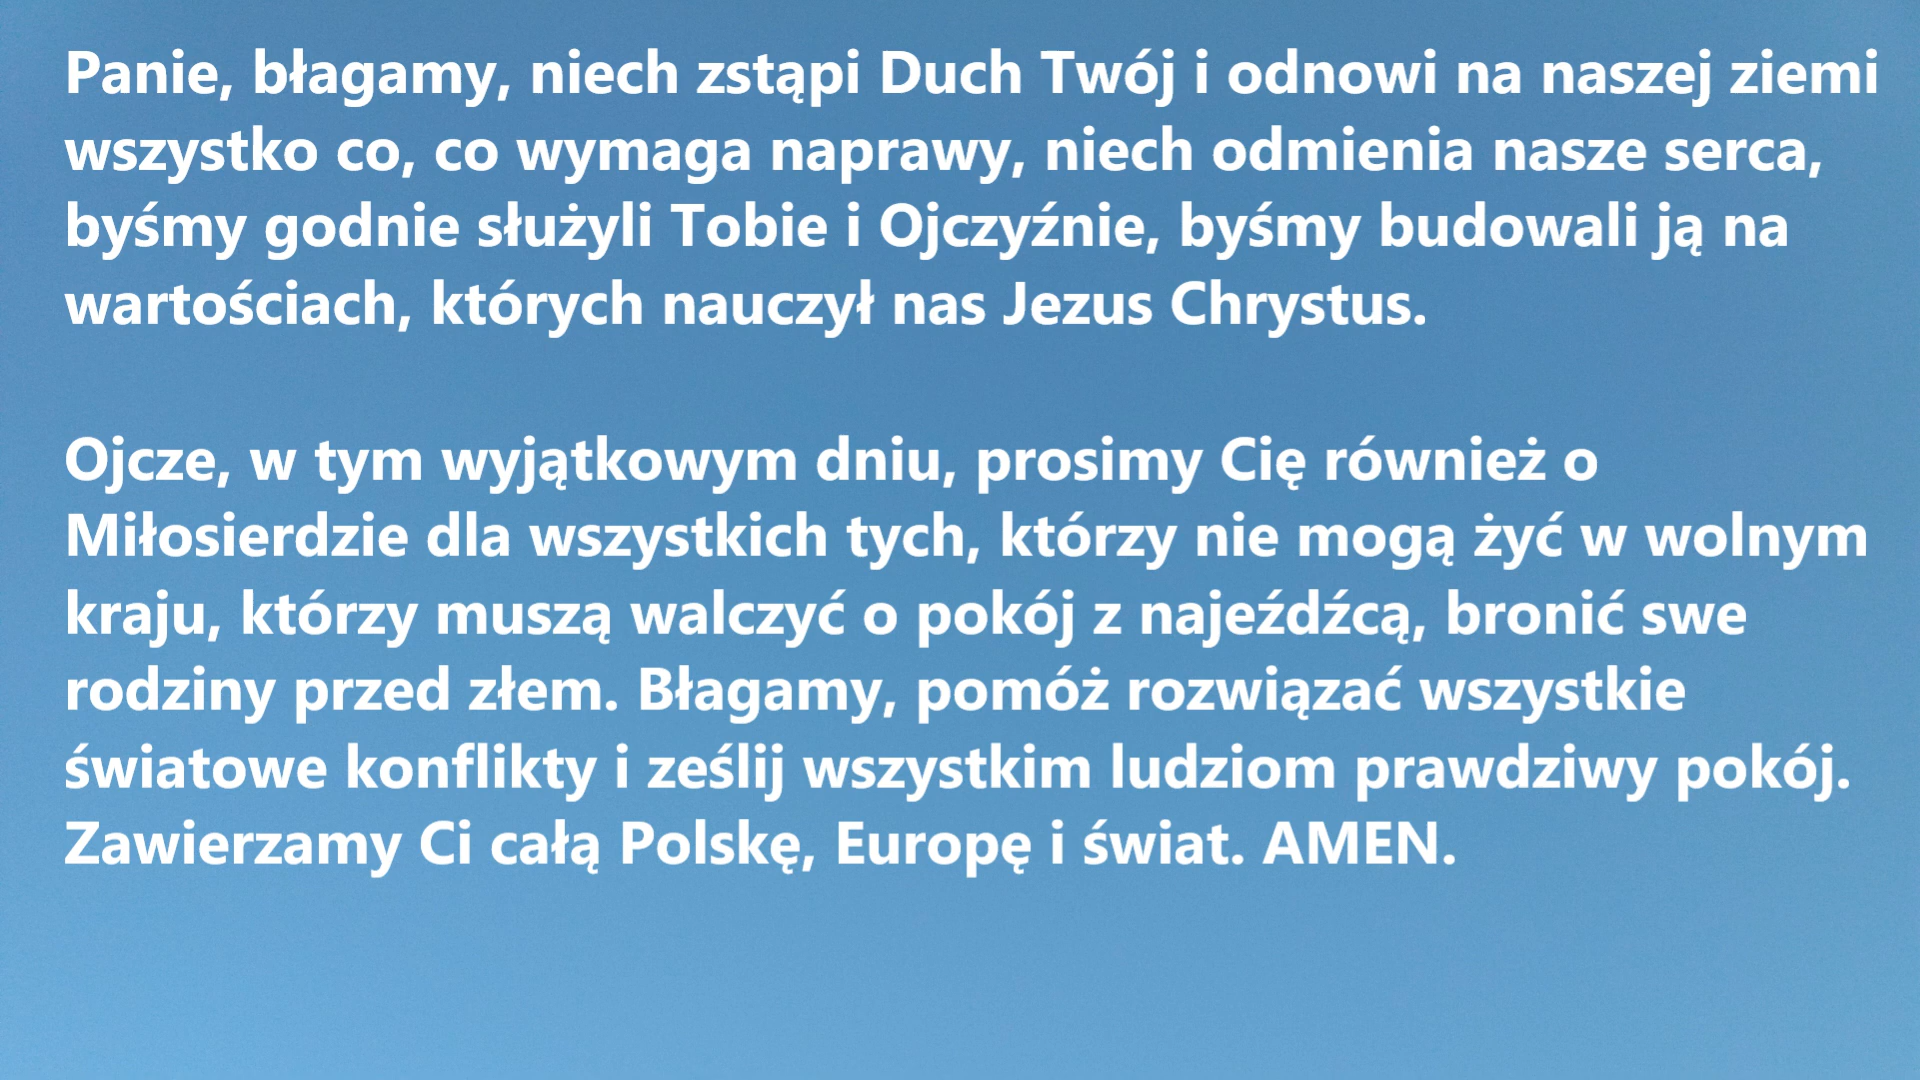 Panie, błagamy, niech zstąpi Duch Twój i odnowi na naszej ziemi
wszystko co, co wymaga naprawy, niech odmienia nasze serca,
byśmy godnie służyli Tobie i Ojczyźnie, byśmy budowali ją na
wartościach, których nauczył nas Jezus Chrystus.
Ojcze, w tym wyjątkowym dniu, prosimy Cię również o
Miłosierdzie dla wszystkich tych, którzy nie mogą żyć w wolnym
kraju, którzy muszą walczyć o pokój z najeźdźcą, bronić swe
rodziny przed złem. Błagamy, pomóż rozwiązać wszystkie
światowe konflikty i ześlij wszystkim ludziom prawdziwy pokój.
Zawierzamy Ci całą Polskę, Europę i świat. AMEN.